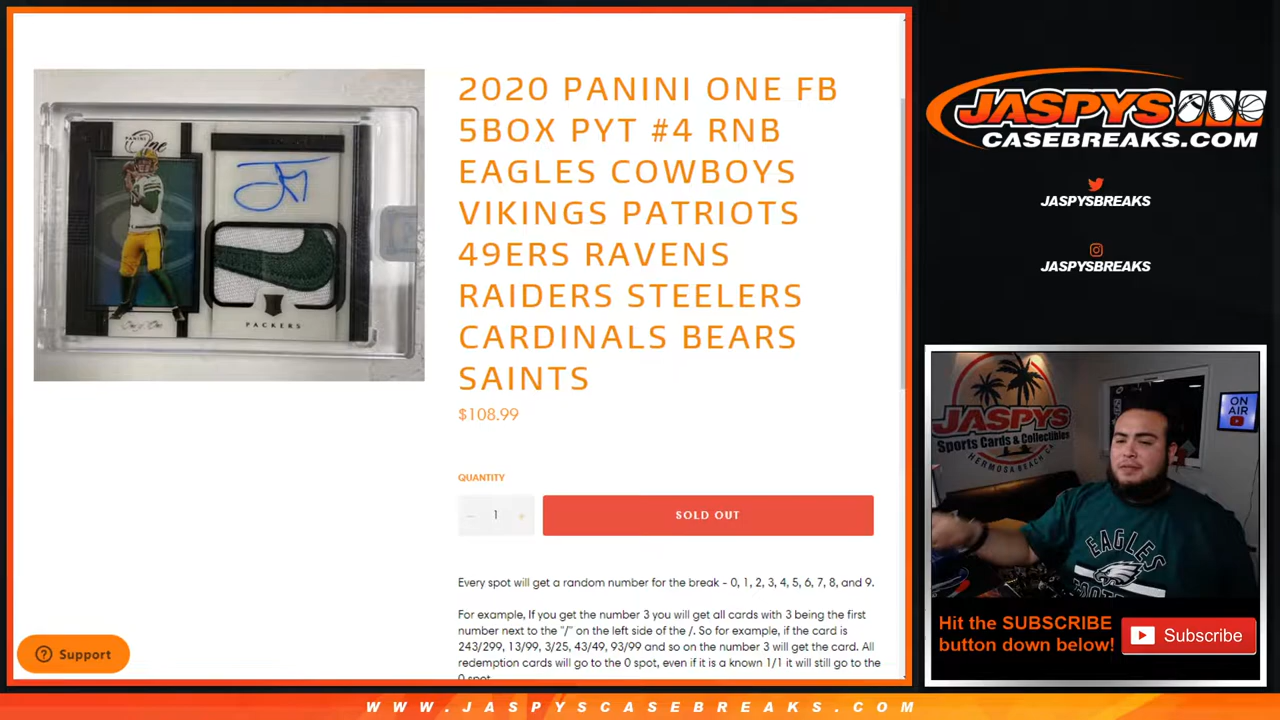 2020 PANINI ONE FB
5BOX PYT #4 RNB
EAGLES COWBOYS
VIKINGS PATRIOTS
49ERS RAVENS
RAIDERS STEELERS
CARDINALS BEARS
SAINTS
$108.99
QUANTITY
− 1 +
SOLD OUT
Every spot will get a random number for the break - 0, 1, 2, 3, 4, 5, 6, 7, 8, and 9.
For example, If you get the number 3 you will get all cards with 3 being the first
number next to the "/" on the left side of the /. So for example, if the card is
243/299, 13/99, 3/25, 43/49, 93/99 and so on the number 3 will get the card. All
redemption cards will go to the 0 spot, even if it is a known 1/1 it will still go to the
0 spot
PANINI
One
PACKERS
Support
JASPYS
CASEBREAKS.COM
JASPYSBREAKS
JASPYSBREAKS
JASPYS
Sports Cards & Collectibles
HERMOSA BEACH CA
ON
AIR
EAGLES
Hit the SUBSCRIBE
button down below!
Subscribe
WWW.JASPYSCASEBREAKS.COM